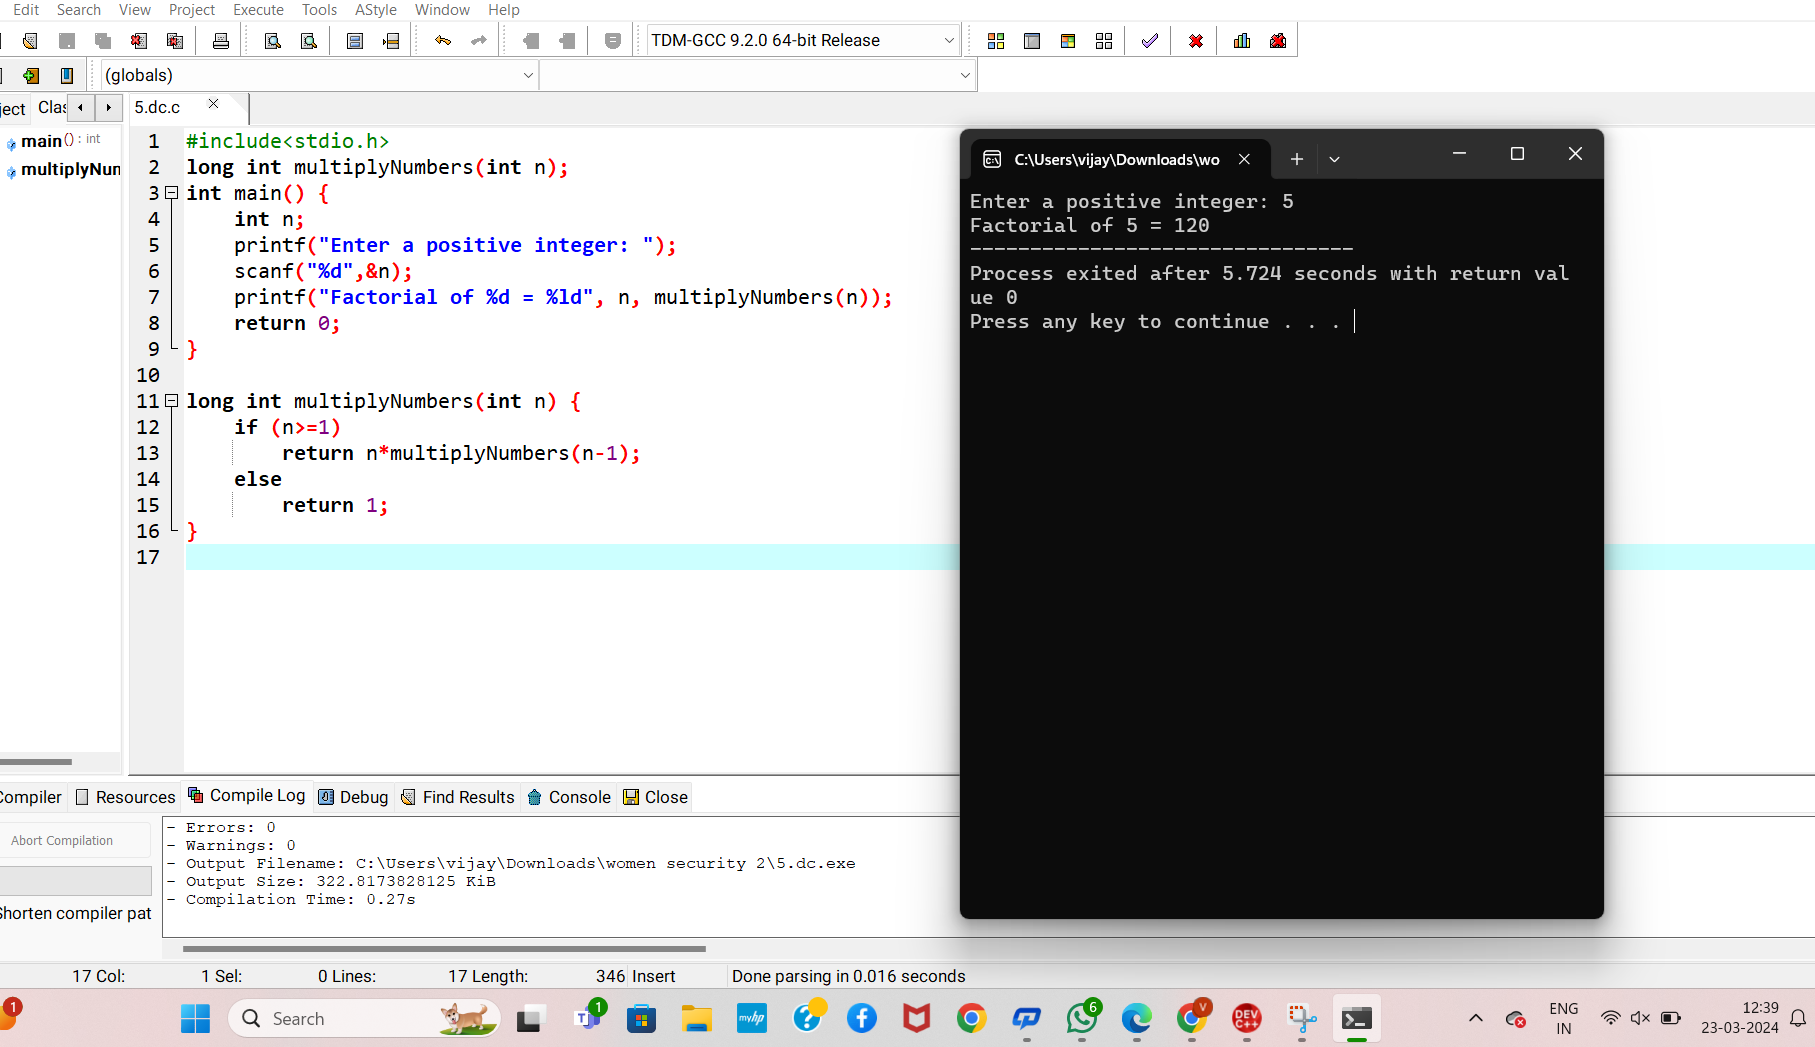 Edit Search View Project Execute Tools AStyle Window Help
TDM-GCC 9.2.0 64-bit Release
(globals)
ject Clas
5.dc.c
main() : int
multiplyNum
1 #include<stdio.h>
2 long int multiplyNumbers(int n);
3 int main() {
4 int n;
5 printf("Enter a positive integer: ");
6 scanf("%d",&n);
7 printf("Factorial of %d = %ld", n, multiplyNumbers(n));
8 return 0;
9 }
10
11 long int multiplyNumbers(int n) {
12 if (n>=1)
13 return n*multiplyNumbers(n-1);
14 else
15 return 1;
16 }
17
C:\Users\vijay\Downloads\wo
Enter a positive integer: 5
Factorial of 5 = 120
--------------------------------
Process exited after 5.724 seconds with return val
ue 0
Press any key to continue . . .
Compiler Resources Compile Log Debug Find Results Console Close
Abort Compilation
Shorten compiler pat
- Errors: 0
- Warnings: 0
- Output Filename: C:\Users\vijay\Downloads\women security 2\5.dc.exe
- Output Size: 322.8173828125 KiB
- Compilation Time: 0.27s
17 Col: 1 Sel: 0 Lines: 17 Length: 346 Insert Done parsing in 0.016 seconds
1
Search
T 1
myhp
6
V
DEV C++
ENG
IN
12:39
23-03-2024